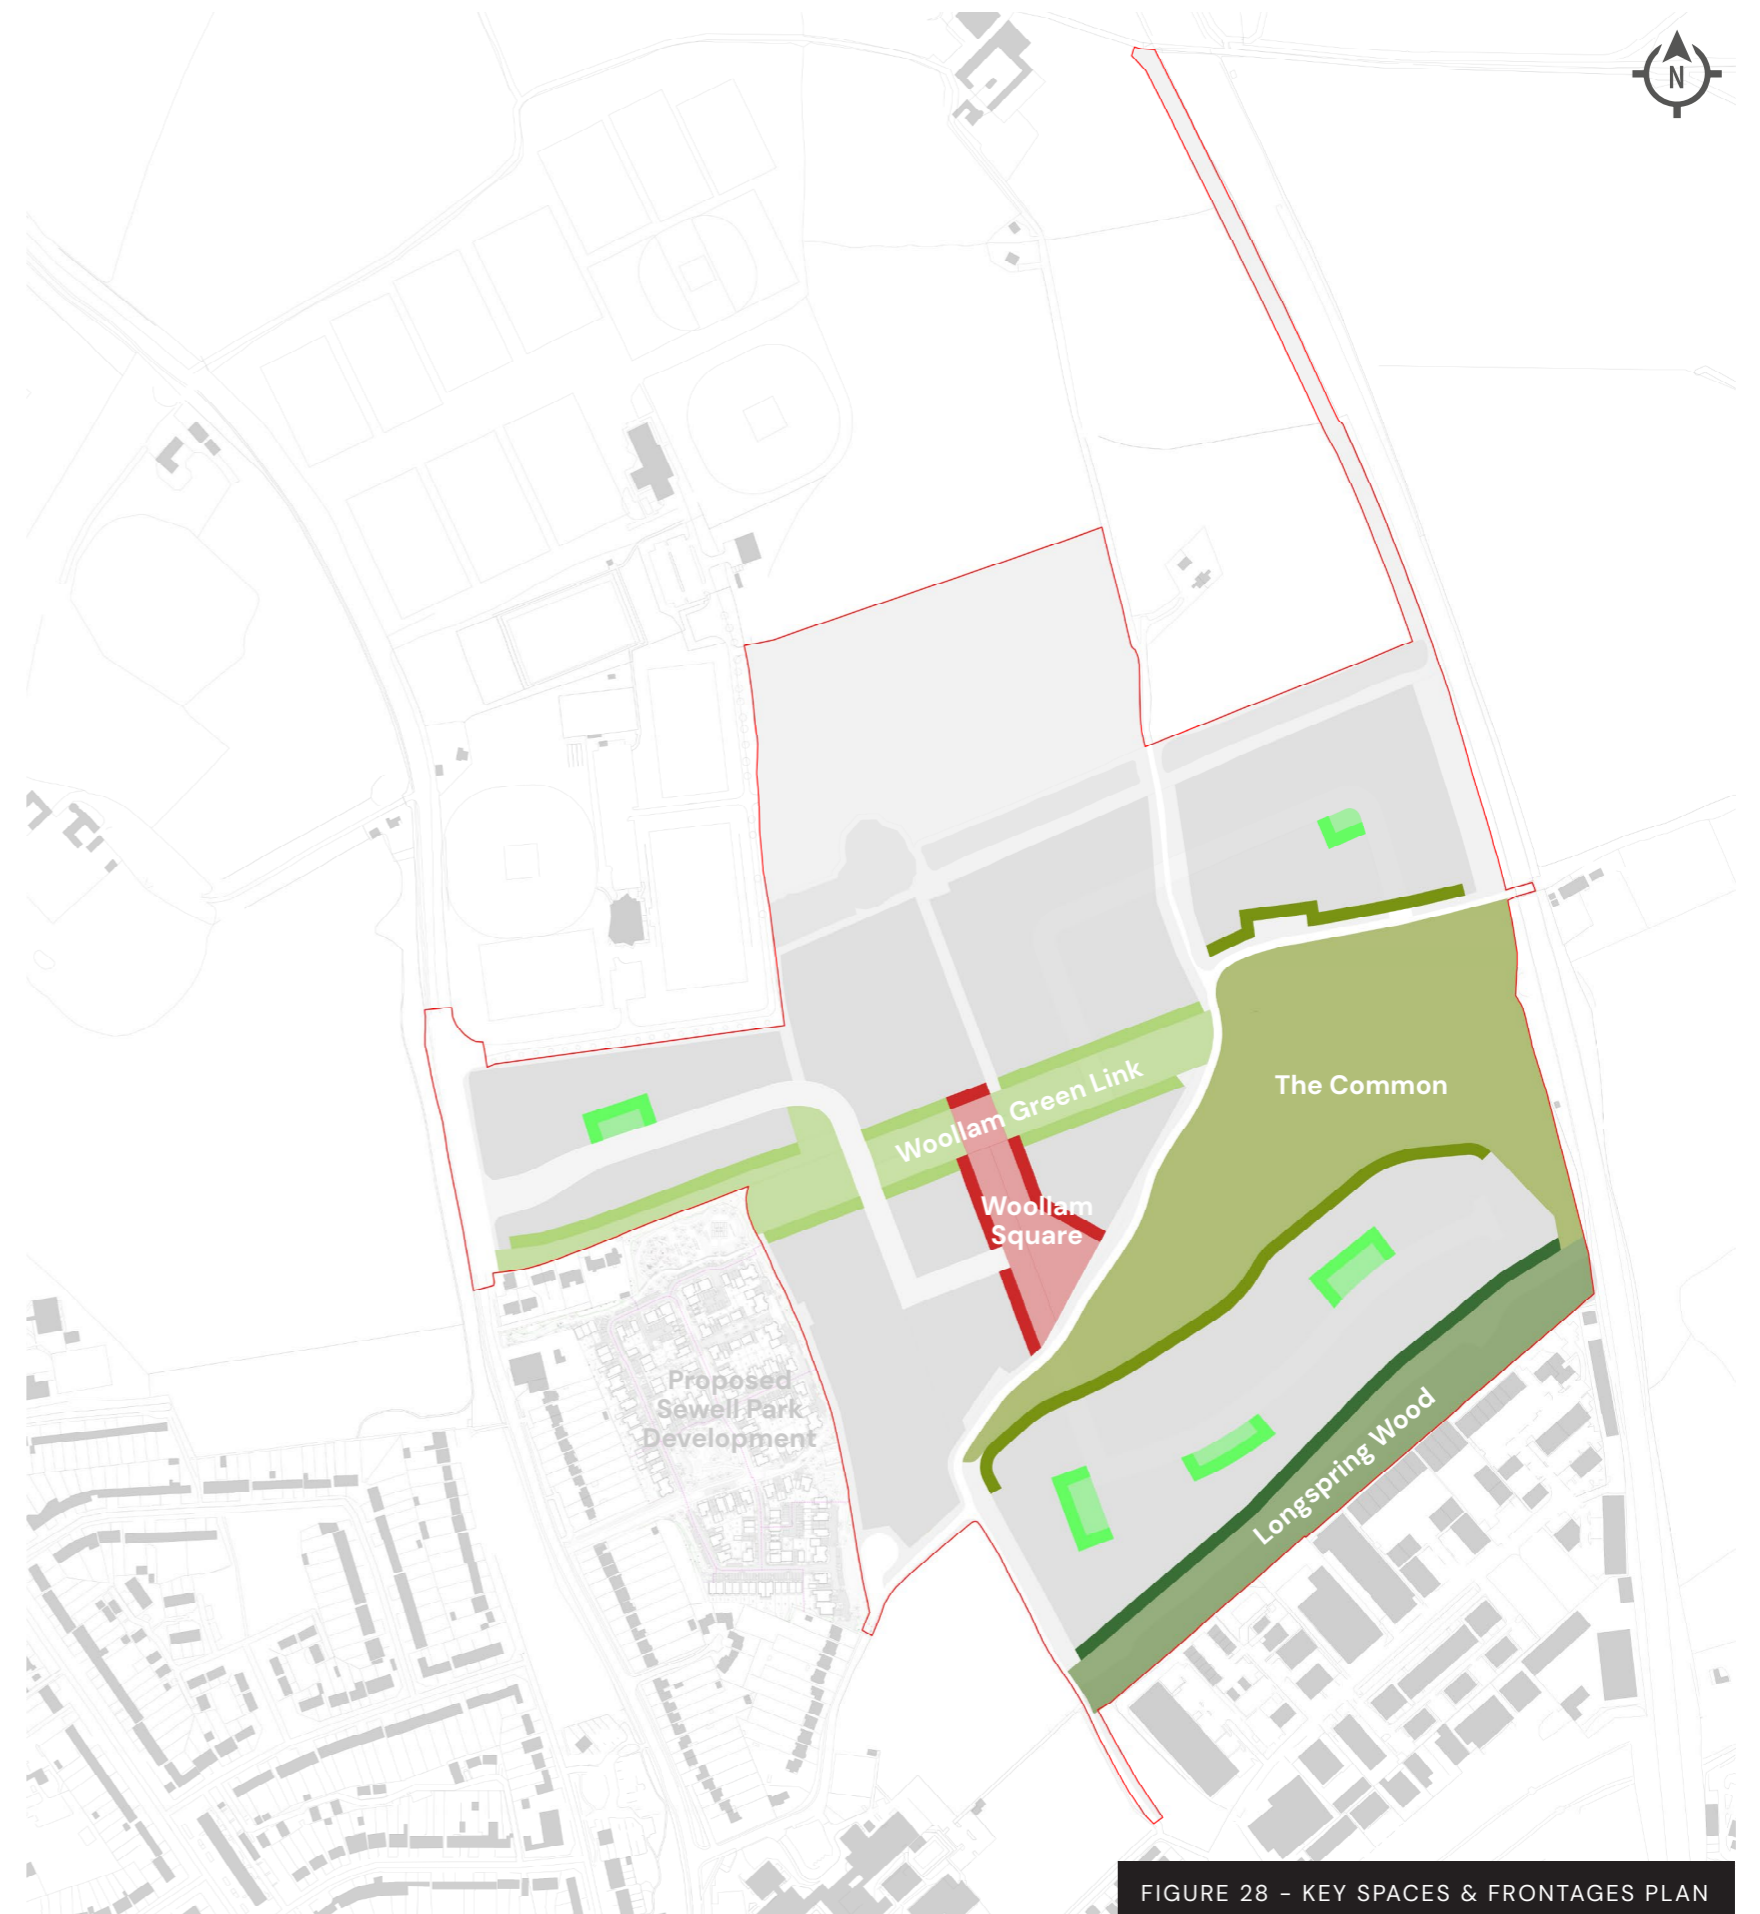 N
The Common
Woollam Green Link
Woollam
Square
Proposed
Sewell Park
Development
Longspring Wood
FIGURE 28 – KEY SPACES & FRONTAGES PLAN